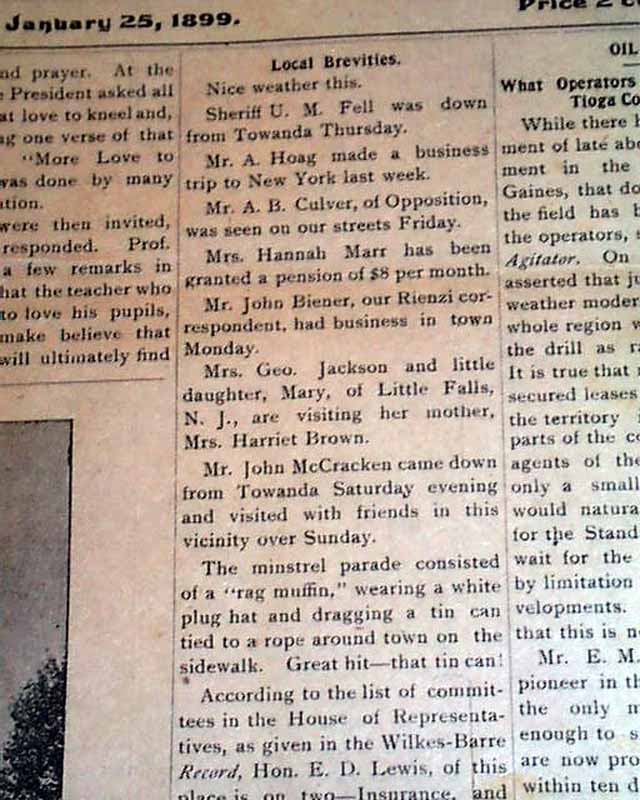 January 25, 1899.
Price 2
nd prayer. At the
President asked all
at love to kneel and,
ng one verse of that
"More Love to
was done by many
ation.
were then invited,
responded. Prof.
a few remarks in
hat the teacher who
to love his pupils,
make believe that
will ultimately find
Local Brevities.
Nice weather this.
Sheriff U. M. Fell was down
from Towanda Thursday.
Mr. A. Hoag made a business
trip to New York last week.
Mr. A. B. Culver, of Opposition,
was seen on our streets Friday.
Mrs. Hannah Marr has been
granted a pension of $8 per month.
Mr. John Biener, our Rienzi cor-
respondent, had business in town
Monday.
Mrs. Geo. Jackson and little
daughter, Mary, of Little Falls,
N. J., are visiting her mother,
Mrs. Harriet Brown.
Mr. John McCracken came down
from Towanda Saturday evening
and visited with friends in this
vicinity over Sunday.
The minstrel parade consisted
of a "rag muffin," wearing a white
plug hat and dragging a tin can
tied to a rope around town on the
sidewalk. Great hit—that tin can!
According to the list of commit-
tees in the House of Representa-
tives, as given in the Wilkes-Barre
Record, Hon. E. D. Lewis, of this
place is on two—Insurance, and
OIL
What Operators
Tioga Co
While there h
ment of late abo
ment in the
Gaines, that do
the field has b
the operators, s
Agitator. On
asserted that ju
weather moder
whole region w
the drill as ra
It is true that
secured leases
the territory
parts of the co
agents of the
only a small
would natura
for the Stand
wait for the
by limitation
velopments.
that this is n
Mr. E. M.
pioneer in th
the only m
enough to s
are now pro
within ten d